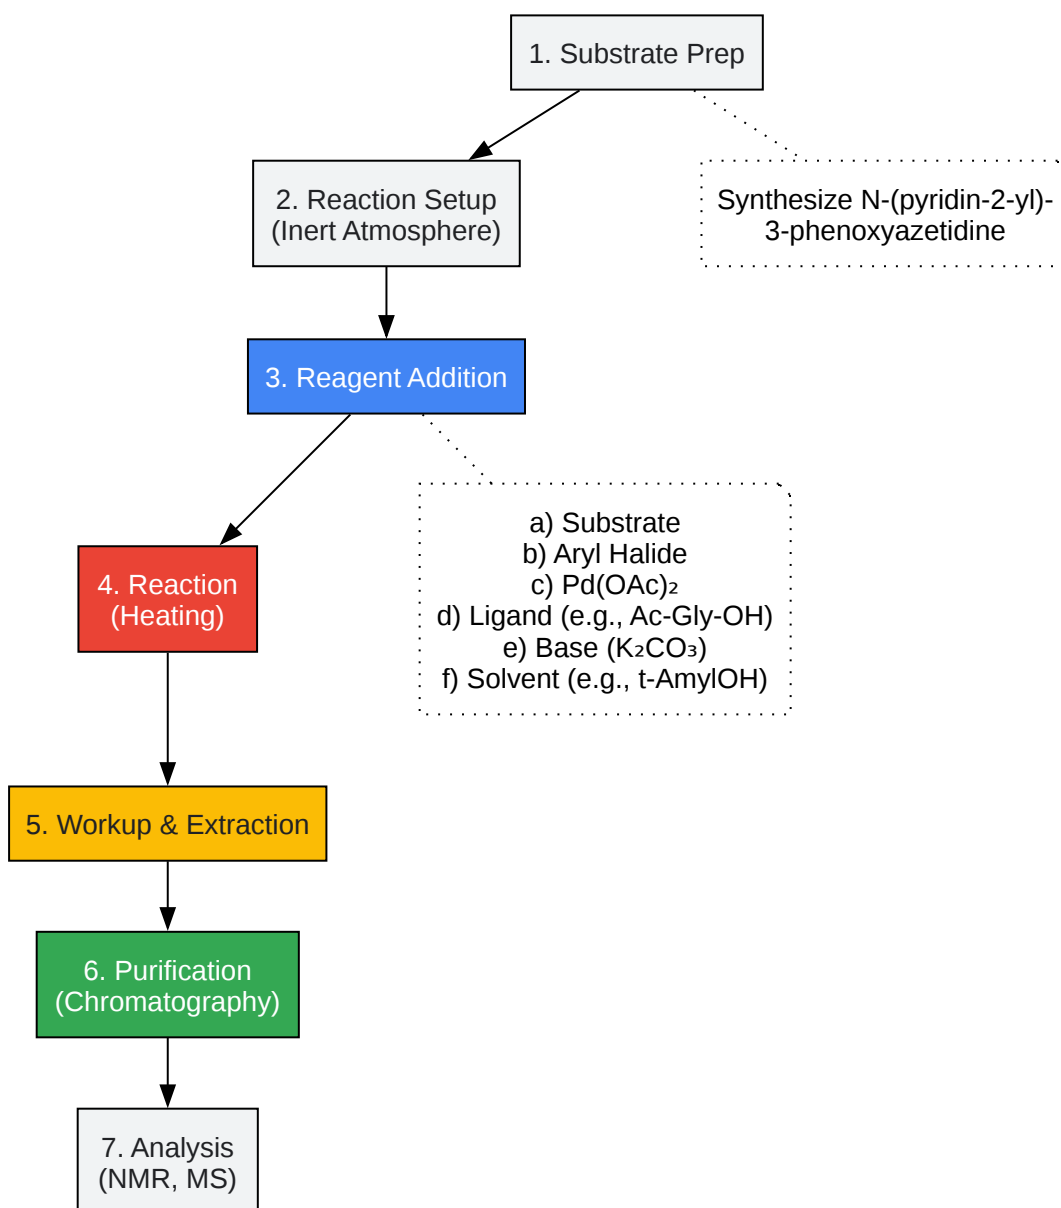 1. Substrate Prep
2. Reaction Setup
(Inert Atmosphere)
Synthesize N-(pyridin-2-yl)-
3-phenoxyazetidine
3. Reagent Addition
a) Substrate
b) Aryl Halide
c) Pd(OAc)₂
d) Ligand (e.g., Ac-Gly-OH)
e) Base (K₂CO₃)
f) Solvent (e.g., t-AmylOH)
4. Reaction
(Heating)
5. Workup & Extraction
6. Purification
(Chromatography)
7. Analysis
(NMR, MS)